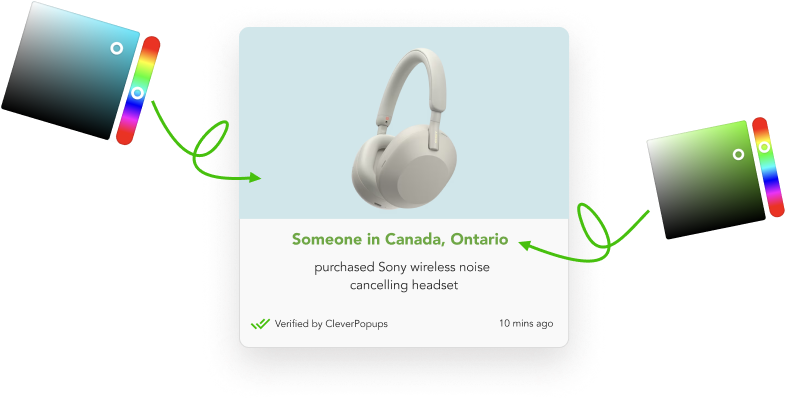 Someone in Canada, Ontario
purchased Sony wireless noise
cancelling headset
Verified by CleverPopups
10 mins ago